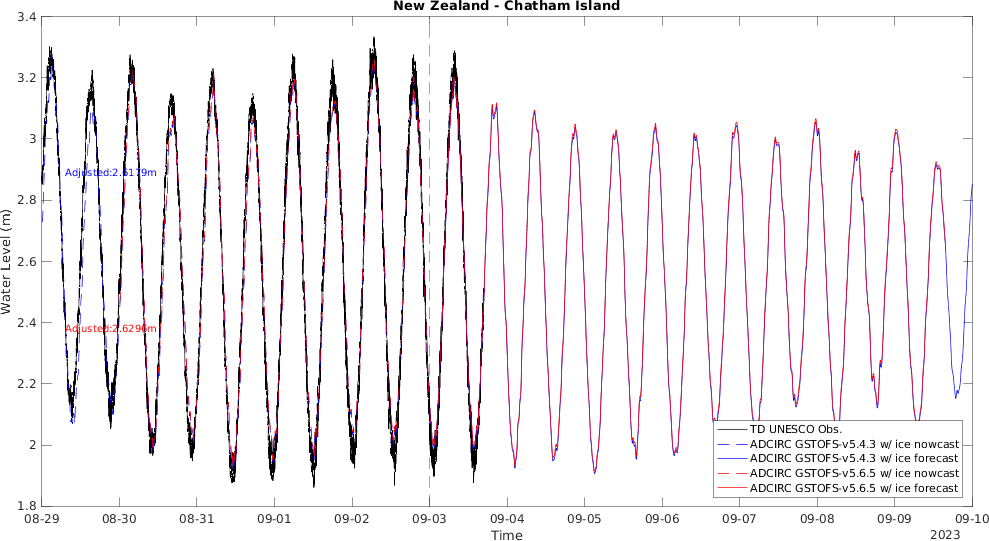 New Zealand - Chatham Island
3.4
3.2
3
2.8
2.6
2.4
2.2
2
1.8
Water Level (m)
Adjusted:2.6179m
Adjusted:2.6296m
TD UNESCO Obs.
ADCIRC GSTOFS-v5.4.3 w/ ice nowcast
ADCIRC GSTOFS-v5.4.3 w/ ice forecast
ADCIRC GSTOFS-v5.6.5 w/ ice nowcast
ADCIRC GSTOFS-v5.6.5 w/ ice forecast
08-29 08-30 08-31 09-01 09-02 09-03 09-04 09-05 09-06 09-07 09-08 09-09 09-10
Time
2023